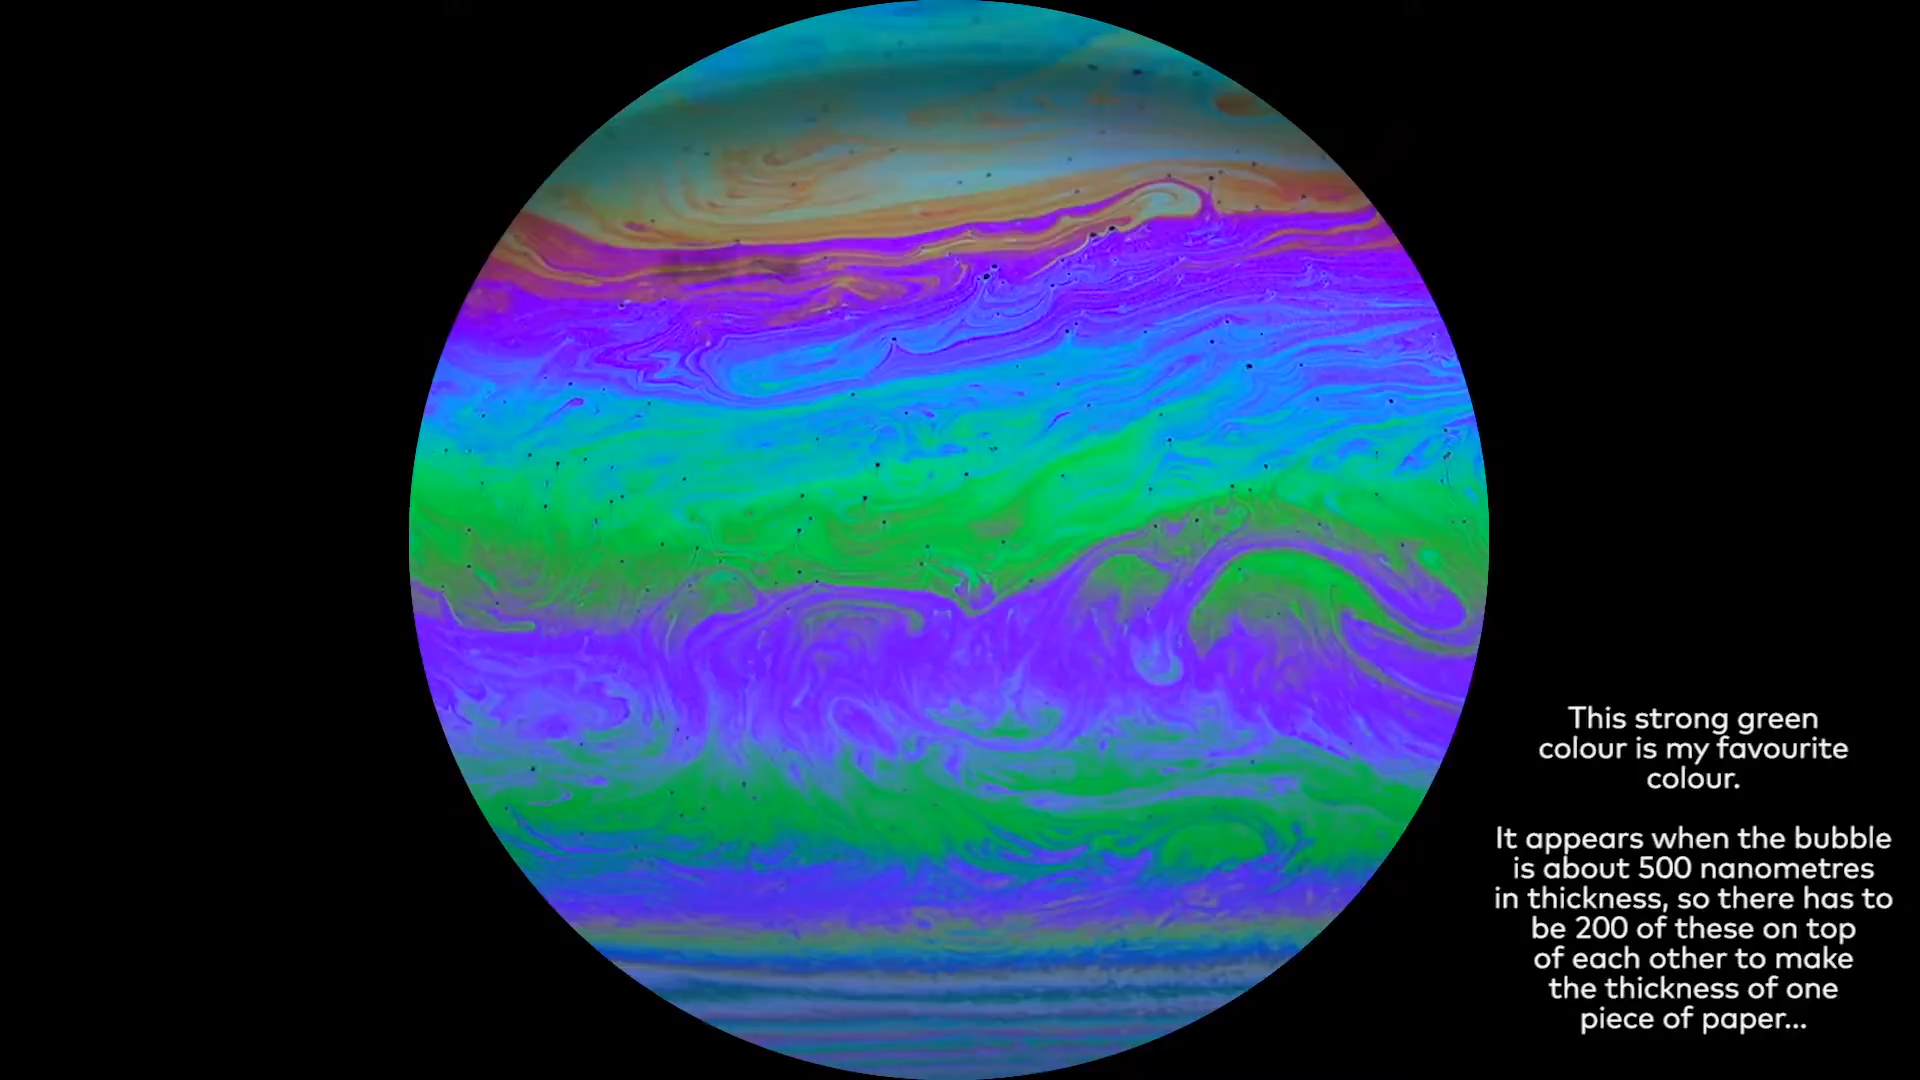 This strong green
colour is my favourite
colour.
It appears when the bubble
is about 500 nanometres
in thickness, so there has to
be 200 of these on top
of each other to make
the thickness of one
piece of paper...